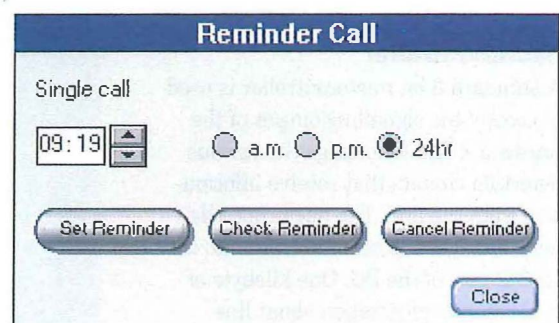 Reminder Call
Single call
09:19 a.m. p.m. 24hr
Set Reminder Check Reminder Cancel Reminder
Close